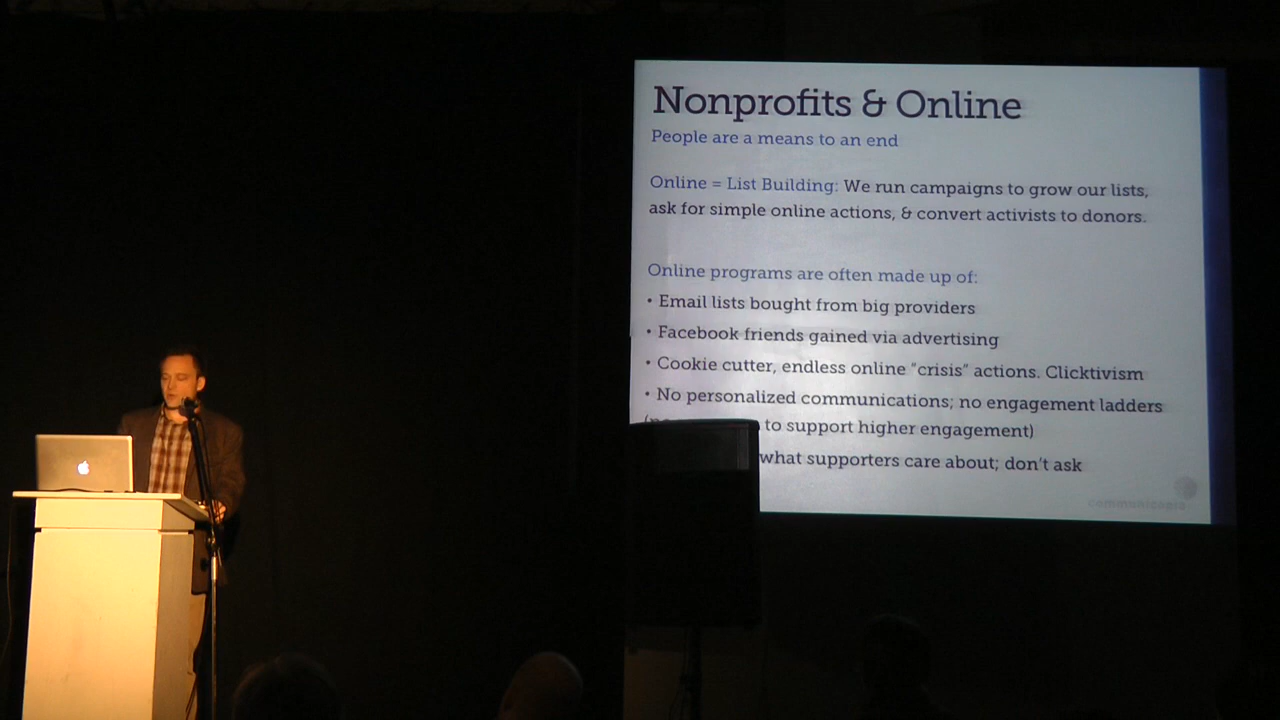 Nonprofits & Online
People are a means to an end
Online = List Building: We run campaigns to grow our lists,
ask for simple online actions, & convert activists to donors.
Online programs are often made up of:
• Email lists bought from big providers
• Facebook friends gained via advertising
• Cookie cutter, endless online "crisis" actions. Clicktivism
• No personalized communications; no engagement ladders
to support higher engagement)
what supporters care about; don't ask
communicopia